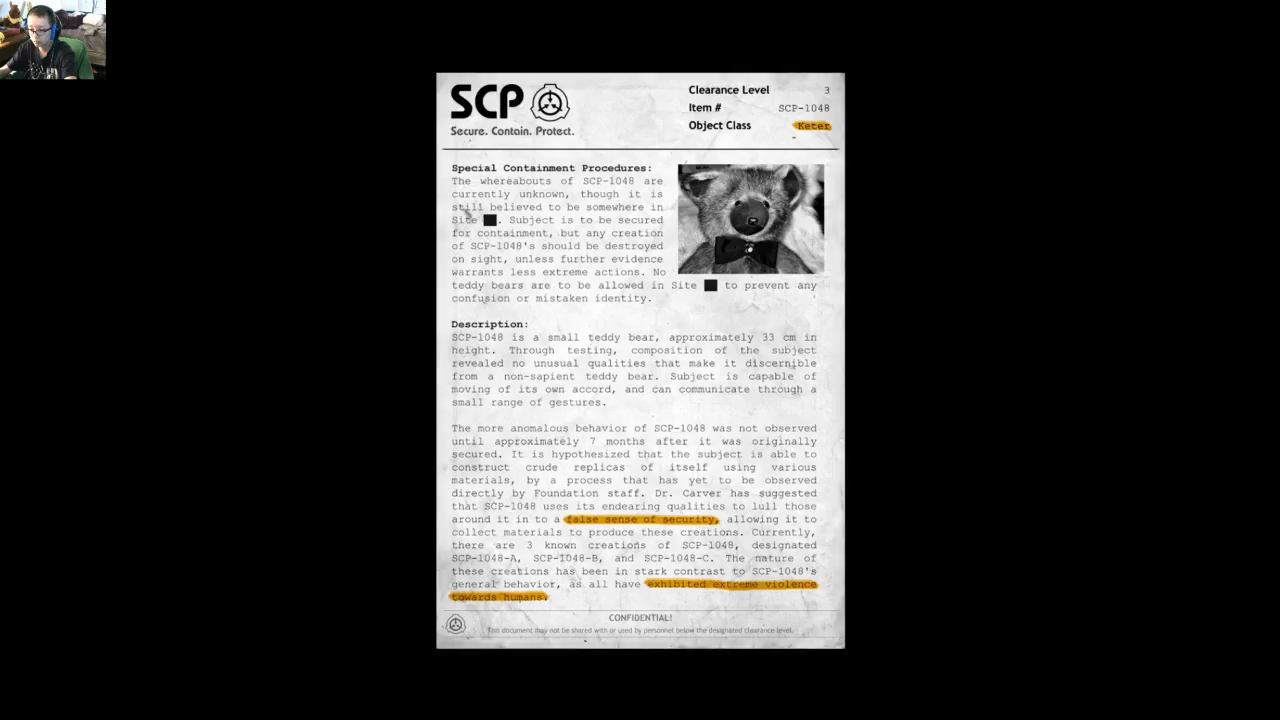 SCP
Secure. Contain. Protect.
Clearance Level 3
Item # SCP-1048
Object Class Keter
Special Containment Procedures:
The whereabouts of SCP-1048 are
currently unknown, though it is
still believed to be somewhere in
Site ■. Subject is to be secured
for containment, but any creation
of SCP-1048's should be destroyed
on sight, unless further evidence
warrants less extreme actions. No
teddy bears are to be allowed in Site ■ to prevent any
confusion or mistaken identity.
Description:
SCP-1048 is a small teddy bear, approximately 33 cm in
height. Through testing, composition of the subject
revealed no unusual qualities that make it discernible
from a non-sapient teddy bear. Subject is capable of
moving of its own accord, and can communicate through a
small range of gestures.
The more anomalous behavior of SCP-1048 was not observed
until approximately 7 months after it was originally
secured. It is hypothesized that the subject is able to
construct crude replicas of itself using various
materials, by a process that has yet to be observed
directly by Foundation staff. Dr. Carver has suggested
that SCP-1048 uses its endearing qualities to lull those
around it in to a false sense of security, allowing it to
collect materials to produce these creations. Currently,
there are 3 known creations of SCP-1048, designated
SCP-1048-A, SCP-1048-B, and SCP-1048-C. The nature of
these creations has been in stark contrast to SCP-1048's
general behavior, as all have exhibited extreme violence
towards humans.
CONFIDENTIAL!
This document may not be shared with or used by personnel below the designated clearance level.